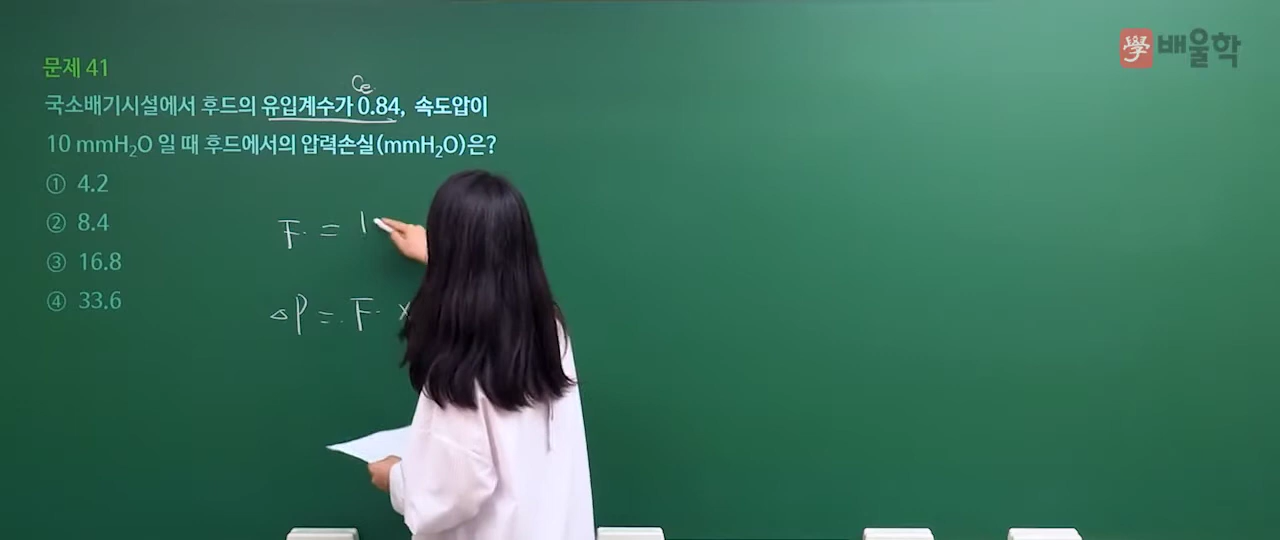 學 배울학
문제 41
Ce
국소배기시설에서 후드의 유입계수가 0.84, 속도압이
10 mmH₂O 일 때 후드에서의 압력손실(mmH₂O)은?
① 4.2
② 8.4
③ 16.8
④ 33.6
F = 1
△P = F ×